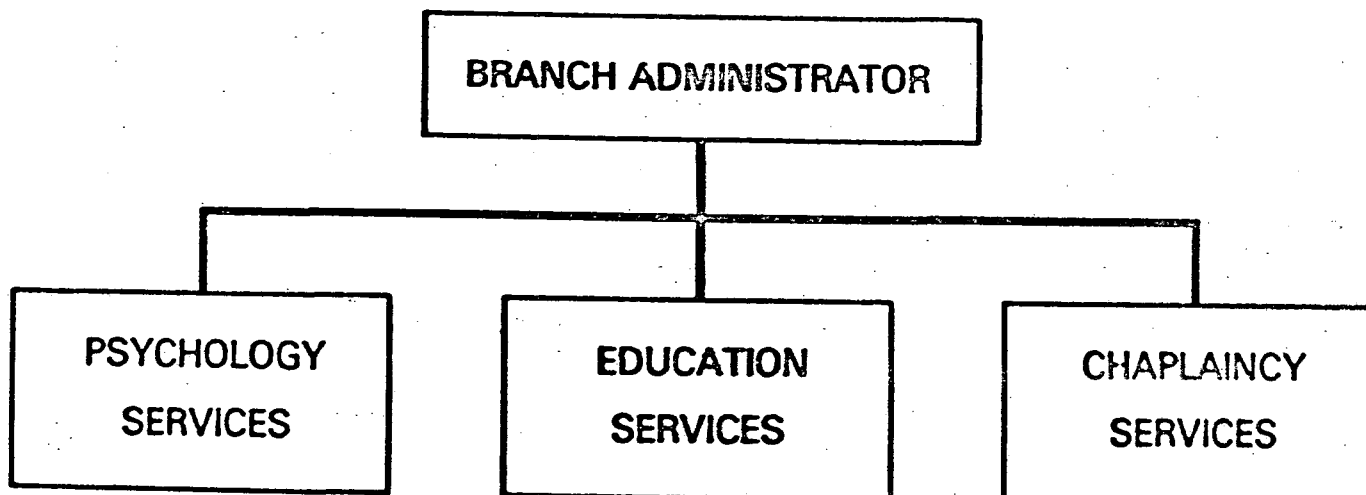 BRANCH ADMINISTRATOR
PSYCHOLOGY
SERVICES
EDUCATION
SERVICES
CHAPLAINCY
SERVICES